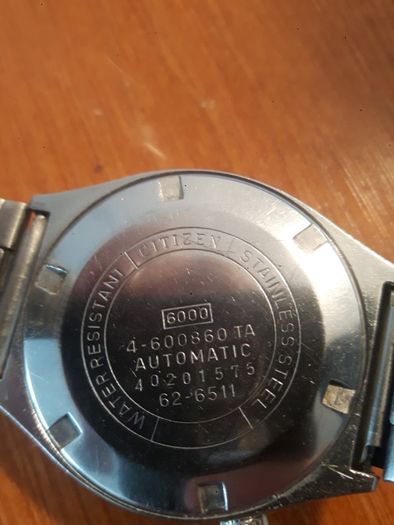 WATER RESISTANT CITIZEN STAINLESS STEEL
6000
4-600860 TA
AUTOMATIC
40201575
62-6511